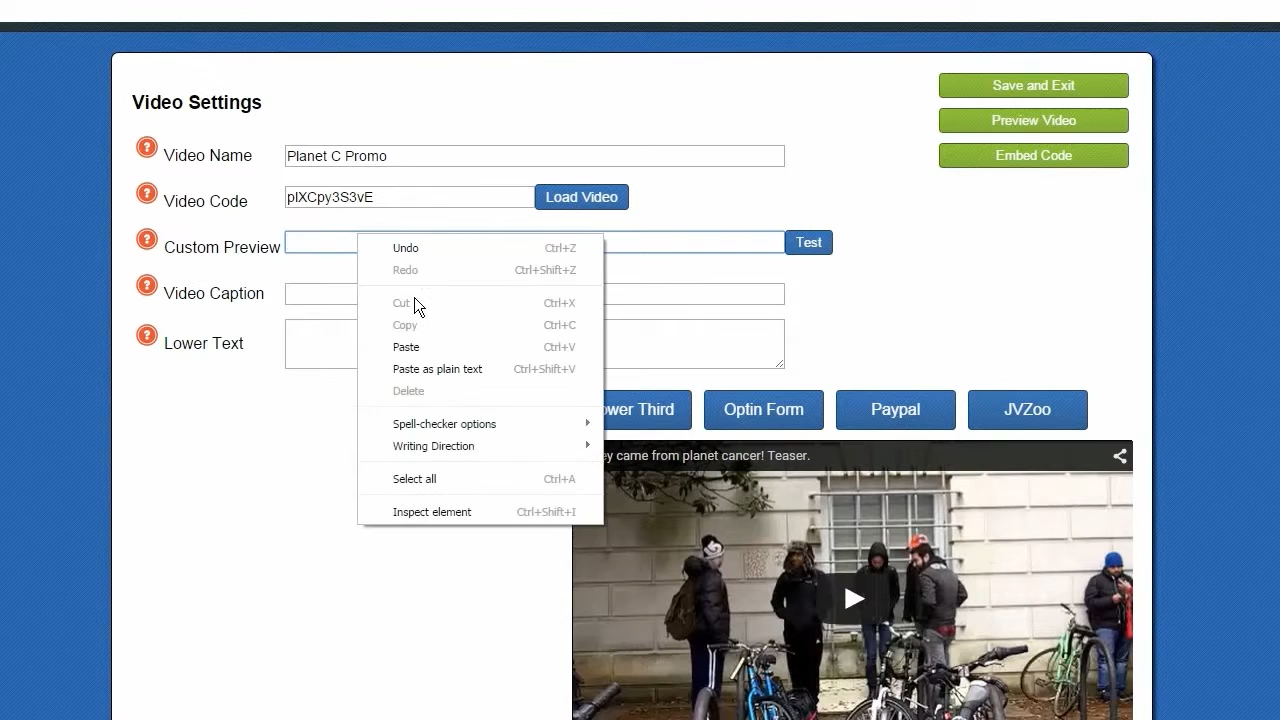 Video Settings
Save and Exit
Preview Video
Embed Code
? Video Name Planet C Promo
? Video Code pIXCpy3S3vE Load Video
? Custom Preview Test
? Video Caption
? Lower Text
Undo Ctrl+Z
Redo Ctrl+Shift+Z
Cut Ctrl+X
Copy Ctrl+C
Paste Ctrl+V
Paste as plain text Ctrl+Shift+V
Delete
Spell-checker options
Writing Direction
Select all Ctrl+A
Inspect element Ctrl+Shift+I
ower Third Optin Form Paypal JVZoo
ey came from planet cancer! Teaser.